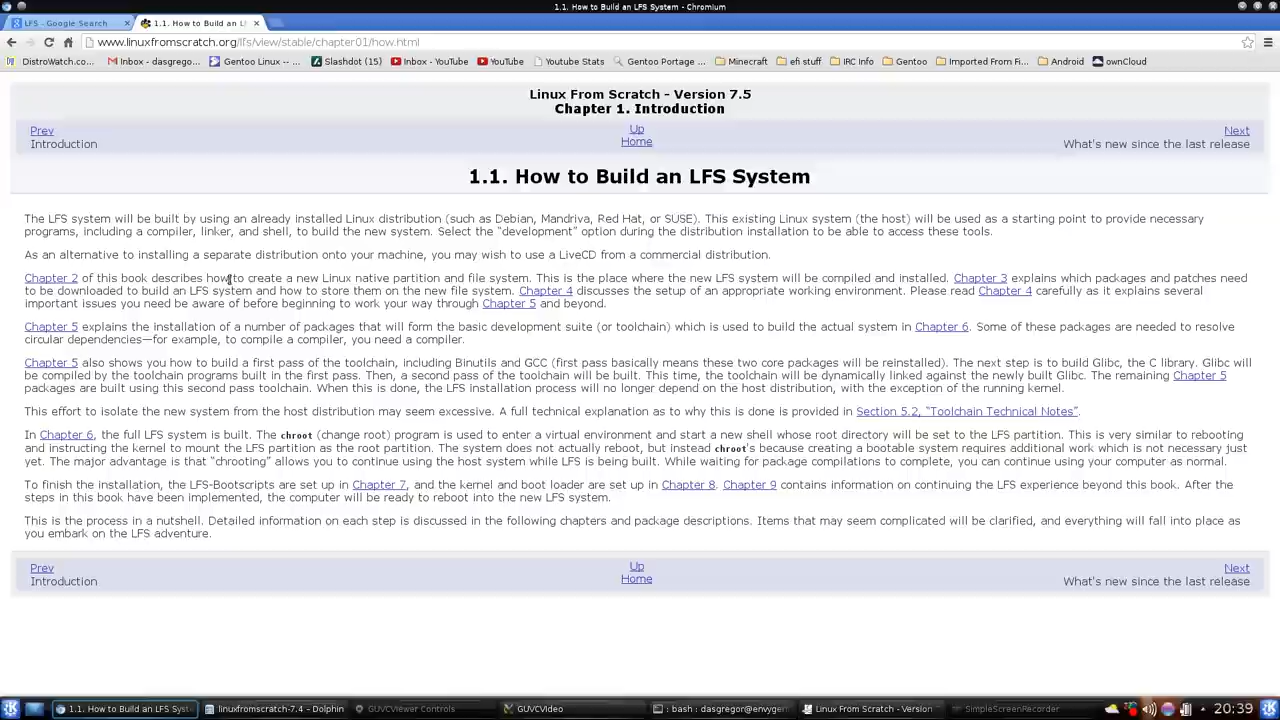 1.1. How to Build an LFS System - Chromium
LFS - Google Search
1.1. How to Build an LF
www.linuxfromscratch.org/lfs/view/stable/chapter01/how.html
DistroWatch.co... Inbox - dasgrego... Gentoo Linux -- ... Slashdot (15) Inbox - YouTube YouTube Youtube Stats Gentoo Portage ... Minecraft efi stuff IRC Info Gentoo Imported From Fi... Android ownCloud
Linux From Scratch - Version 7.5
Chapter 1. Introduction
Prev Up Next
Introduction Home What's new since the last release
1.1. How to Build an LFS System
The LFS system will be built by using an already installed Linux distribution (such as Debian, Mandriva, Red Hat, or SUSE). This existing Linux system (the host) will be used as a starting point to provide necessary
programs, including a compiler, linker, and shell, to build the new system. Select the “development” option during the distribution installation to be able to access these tools.
As an alternative to installing a separate distribution onto your machine, you may wish to use a LiveCD from a commercial distribution.
Chapter 2 of this book describes how to create a new Linux native partition and file system. This is the place where the new LFS system will be compiled and installed. Chapter 3 explains which packages and patches need
to be downloaded to build an LFS system and how to store them on the new file system. Chapter 4 discusses the setup of an appropriate working environment. Please read Chapter 4 carefully as it explains several
important issues you need be aware of before beginning to work your way through Chapter 5 and beyond.
Chapter 5 explains the installation of a number of packages that will form the basic development suite (or toolchain) which is used to build the actual system in Chapter 6. Some of these packages are needed to resolve
circular dependencies—for example, to compile a compiler, you need a compiler.
Chapter 5 also shows you how to build a first pass of the toolchain, including Binutils and GCC (first pass basically means these two core packages will be reinstalled). The next step is to build Glibc, the C library. Glibc will
be compiled by the toolchain programs built in the first pass. Then, a second pass of the toolchain will be built. This time, the toolchain will be dynamically linked against the newly built Glibc. The remaining Chapter 5
packages are built using this second pass toolchain. When this is done, the LFS installation process will no longer depend on the host distribution, with the exception of the running kernel.
This effort to isolate the new system from the host distribution may seem excessive. A full technical explanation as to why this is done is provided in Section 5.2, “Toolchain Technical Notes”.
In Chapter 6, the full LFS system is built. The chroot (change root) program is used to enter a virtual environment and start a new shell whose root directory will be set to the LFS partition. This is very similar to rebooting
and instructing the kernel to mount the LFS partition as the root partition. The system does not actually reboot, but instead chroot's because creating a bootable system requires additional work which is not necessary just
yet. The major advantage is that “chrooting” allows you to continue using the host system while LFS is being built. While waiting for package compilations to complete, you can continue using your computer as normal.
To finish the installation, the LFS-Bootscripts are set up in Chapter 7, and the kernel and boot loader are set up in Chapter 8. Chapter 9 contains information on continuing the LFS experience beyond this book. After the
steps in this book have been implemented, the computer will be ready to reboot into the new LFS system.
This is the process in a nutshell. Detailed information on each step is discussed in the following chapters and package descriptions. Items that may seem complicated will be clarified, and everything will fall into place as
you embark on the LFS adventure.
Prev Up Next
Introduction Home What's new since the last release
1.1. How to Build an LFS Syst linuxfromscratch-7.4 - Dolphin GUVCViewer Controls GUVCVideo : bash : dasgregor@envyger Linux From Scratch - Version SimpleScreenRecorder 20:39